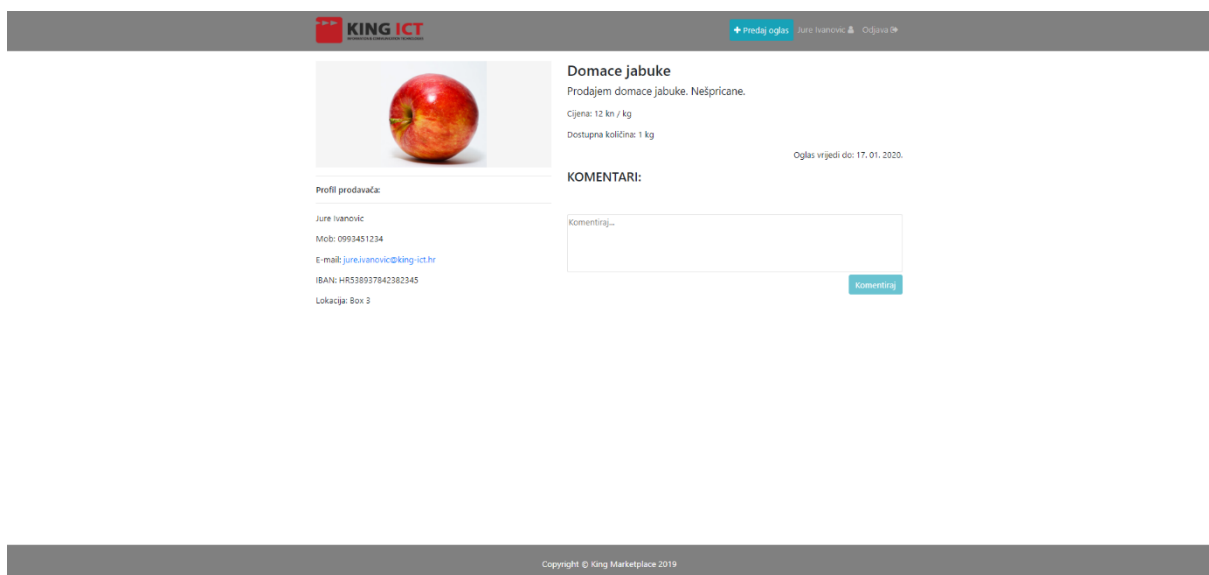 KING ICT
Predaj oglas Jure Ivanovic Odjava
Domace jabuke
Prodajem domace jabuke. Nešpricane.
Cijena: 12 kn / kg
Dostupna količina: 1 kg
Oglas vrijedi do: 17. 01. 2020.
KOMENTARI:
Komentiraj...
Komentiraj
Profil prodavača:
Jure Ivanovic
Mob: 0993451234
E-mail: jure.ivanovic@king-ict.hr
IBAN: HR538937842382345
Lokacija: Box 3
Copyright © King Marketplace 2019